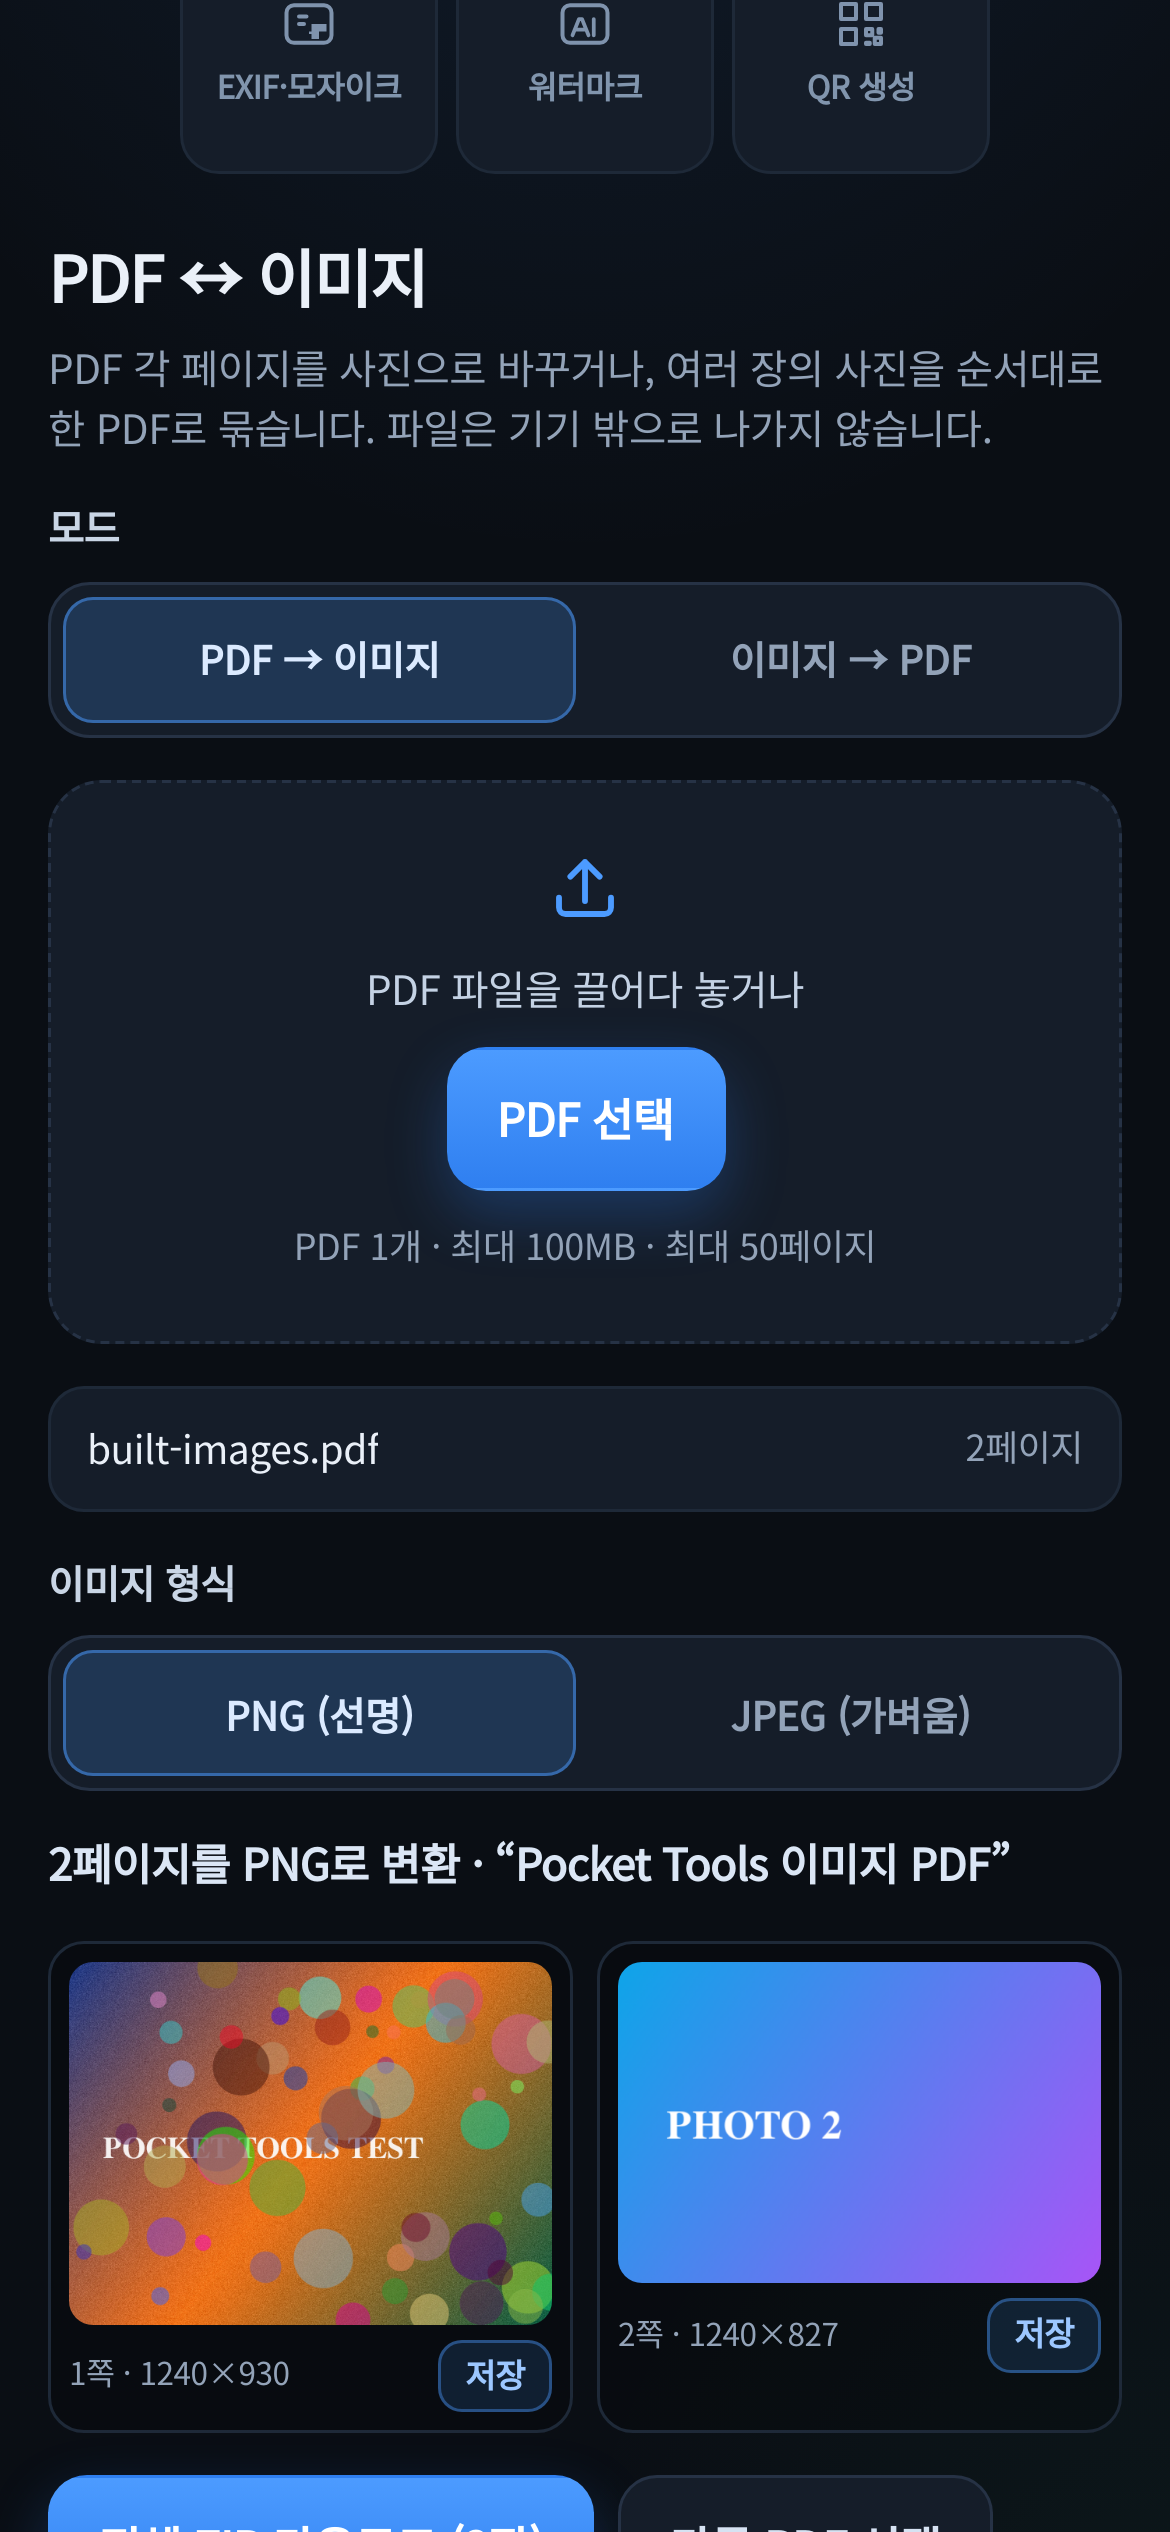 EXIF·모자이크
AI
워터마크
QR 생성
PDF ↔ 이미지
PDF 각 페이지를 사진으로 바꾸거나, 여러 장의 사진을 순서대로
한 PDF로 묶습니다. 파일은 기기 밖으로 나가지 않습니다.
모드
PDF → 이미지
이미지 → PDF
PDF 파일을 끌어다 놓거나
PDF 선택
PDF 1개 · 최대 100MB · 최대 50페이지
built-images.pdf
2페이지
이미지 형식
PNG (선명)
JPEG (가벼움)
2페이지를 PNG로 변환 · “Pocket Tools 이미지 PDF”
POCKET TOOLS TEST
PHOTO 2
1쪽 · 1240×930
저장
2쪽 · 1240×827
저장